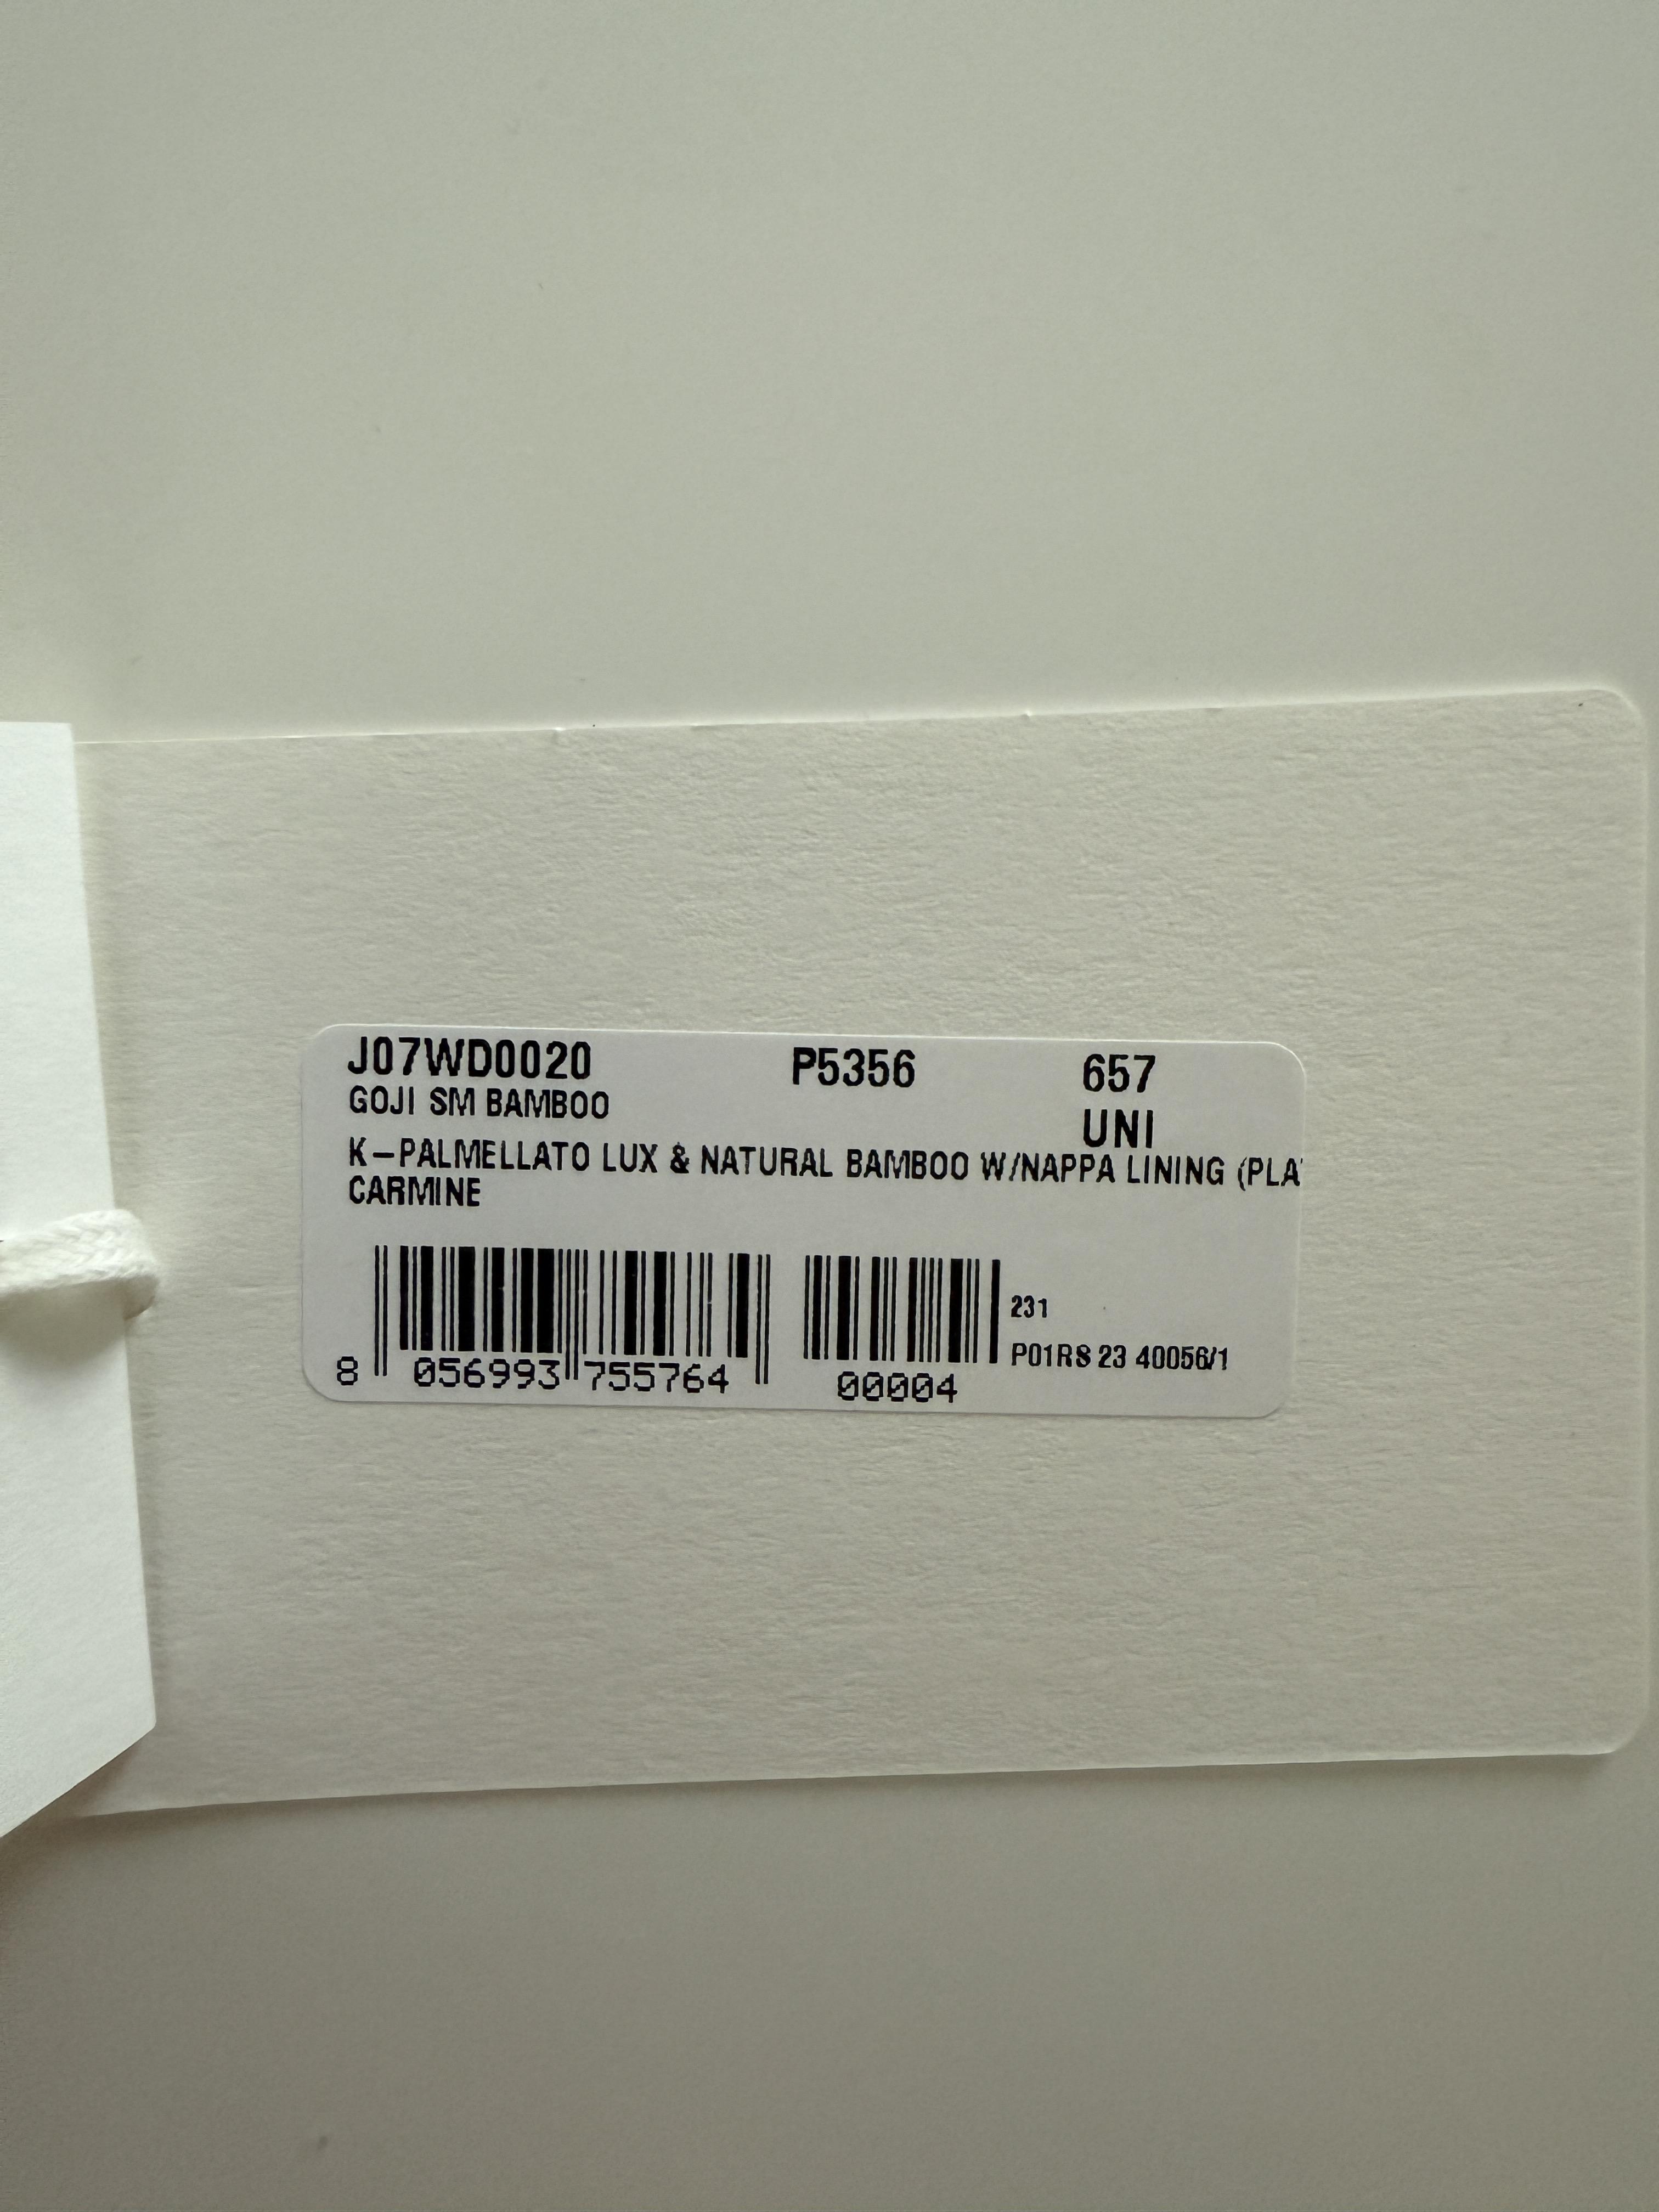 J07WD0020 P5356 657
GOJI SM BAMBOO UNI
K-PALMELLATO LUX & NATURAL BAMBOO W/NAPPA LINING (PLA
CARMINE
231
P01RS 23 40056/1
8 056993 755764 00004